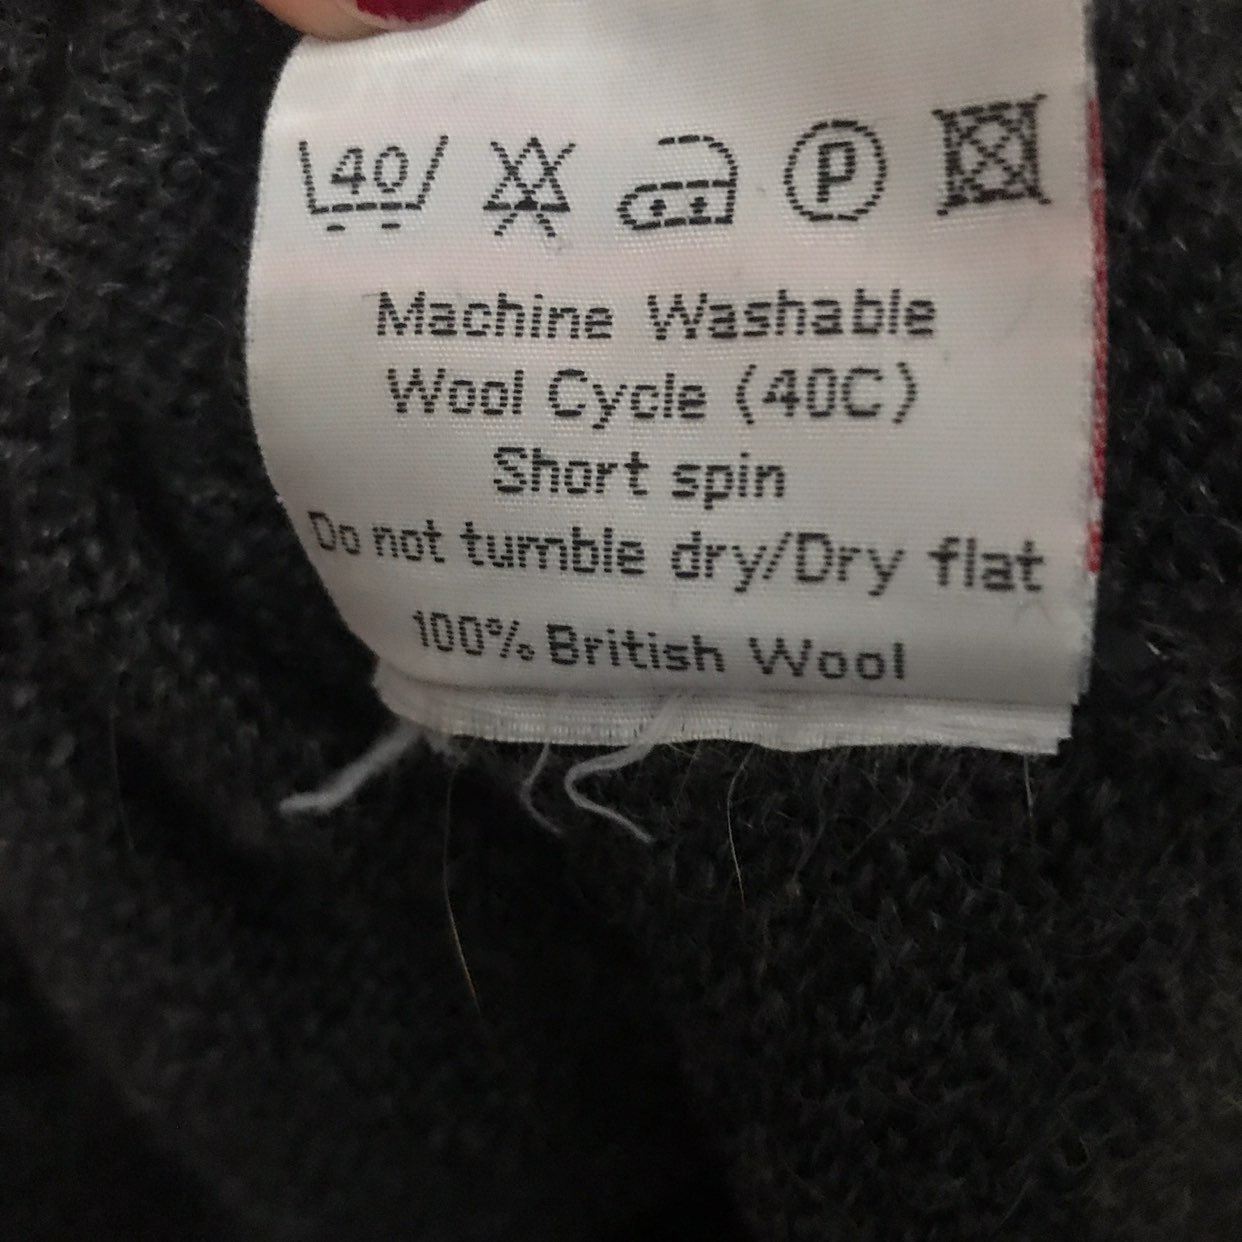 40 P
Machine Washable
Wool Cycle (40C)
Short spin
Do not tumble dry/Dry flat
100% British Wool